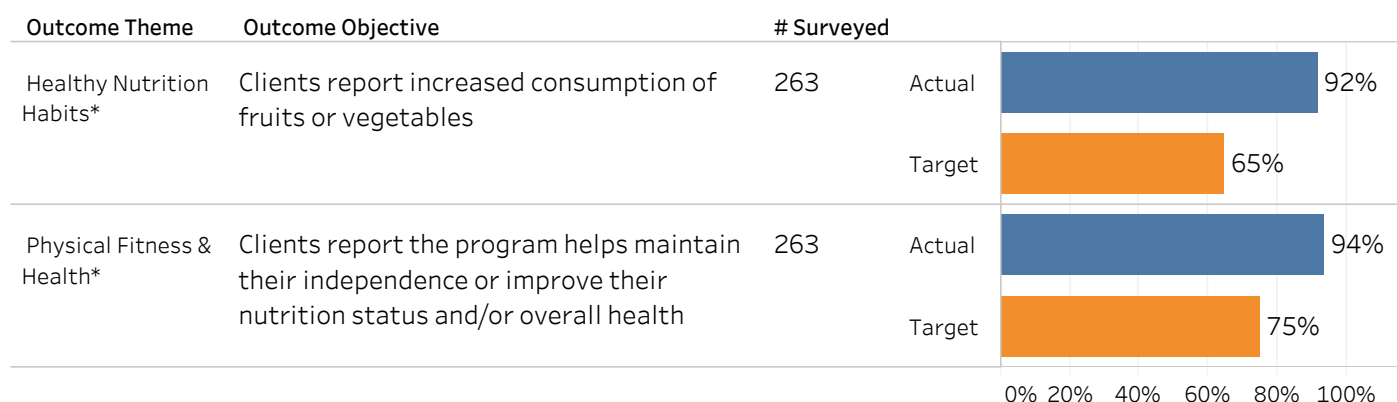 Outcome Theme Outcome Objective # Surveyed
Healthy Nutrition Clients report increased consumption of 263 Actual 92%
Habits* fruits or vegetables
Target 65%
Physical Fitness & Clients report the program helps maintain 263 Actual 94%
Health* their independence or improve their
nutrition status and/or overall health
Target 75%
0% 20% 40% 60% 80% 100%